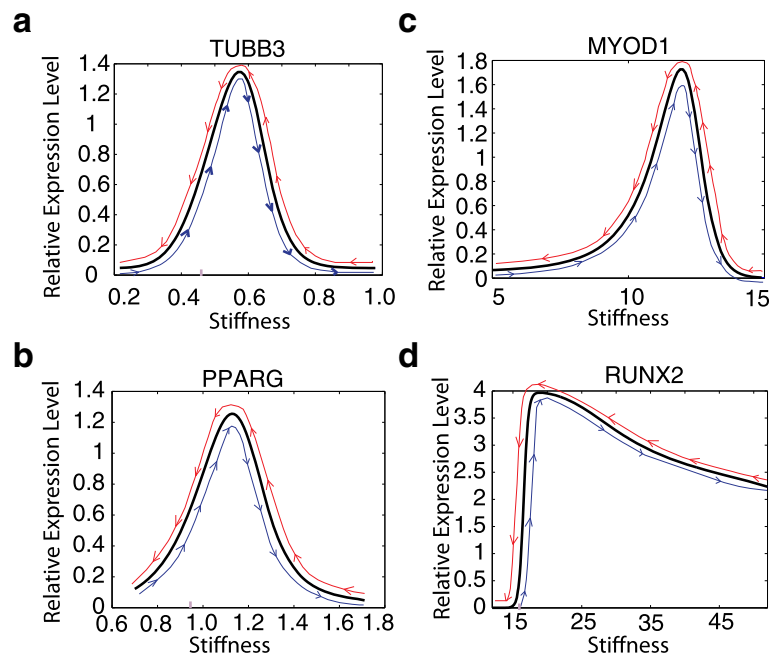 a
TUBB3
Relative Expression Level
1.4
1.2
1
0.8
0.6
0.4
0.2
0
0.2 0.4 0.6 0.8 1.0
Stiffness
b
PPARG
Relative Expression Level
1.4
1.2
1
0.8
0.6
0.4
0.2
0
0.6 0.8 1.0 1.2 1.4 1.6 1.8
Stiffness
c
MYOD1
Relative Expression Level
1.8
1.6
1.4
1.2
1
0.8
0.6
0.4
0.2
0
5 10 15
Stiffness
d
RUNX2
Relative Expression Level
4
3.5
3
2.5
2
1.5
1
0.5
0
15 25 35 45
Stiffness